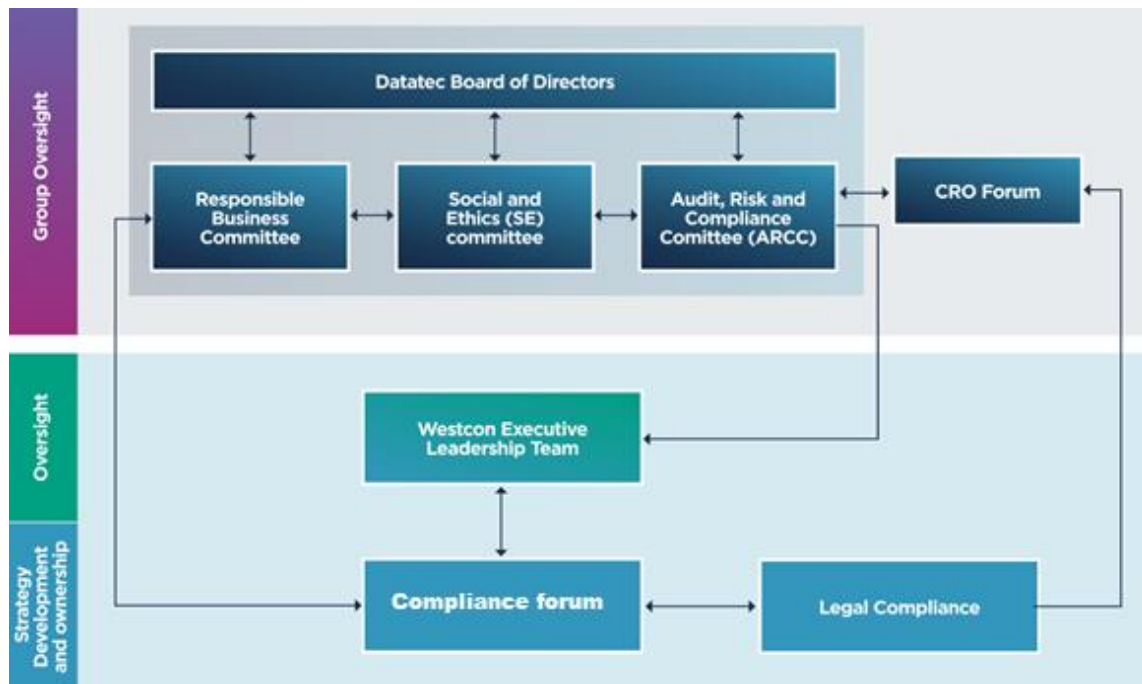 Group Oversight
Datatec Board of Directors
Responsible
Business
Committee
Social and
Ethics (SE)
committee
Audit, Risk and
Compliance
Comittee (ARCC)
CRO Forum
Oversight
Westcon Executive
Leadership Team
Strategy
Development
and ownership
Compliance forum
Legal Compliance